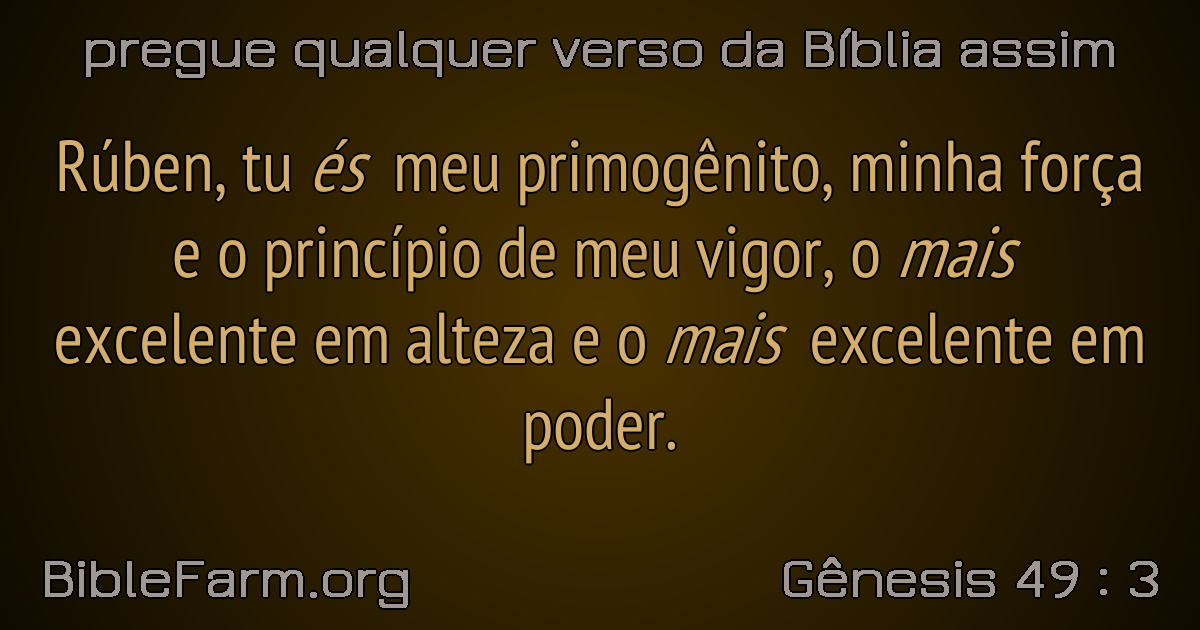 pregue qualquer verso da Bíblia assim
Rúben, tu és meu primogênito, minha força
e o princípio de meu vigor, o mais
excelente em alteza e o mais excelente em
poder.
BibleFarm.org
Gênesis 49 : 3